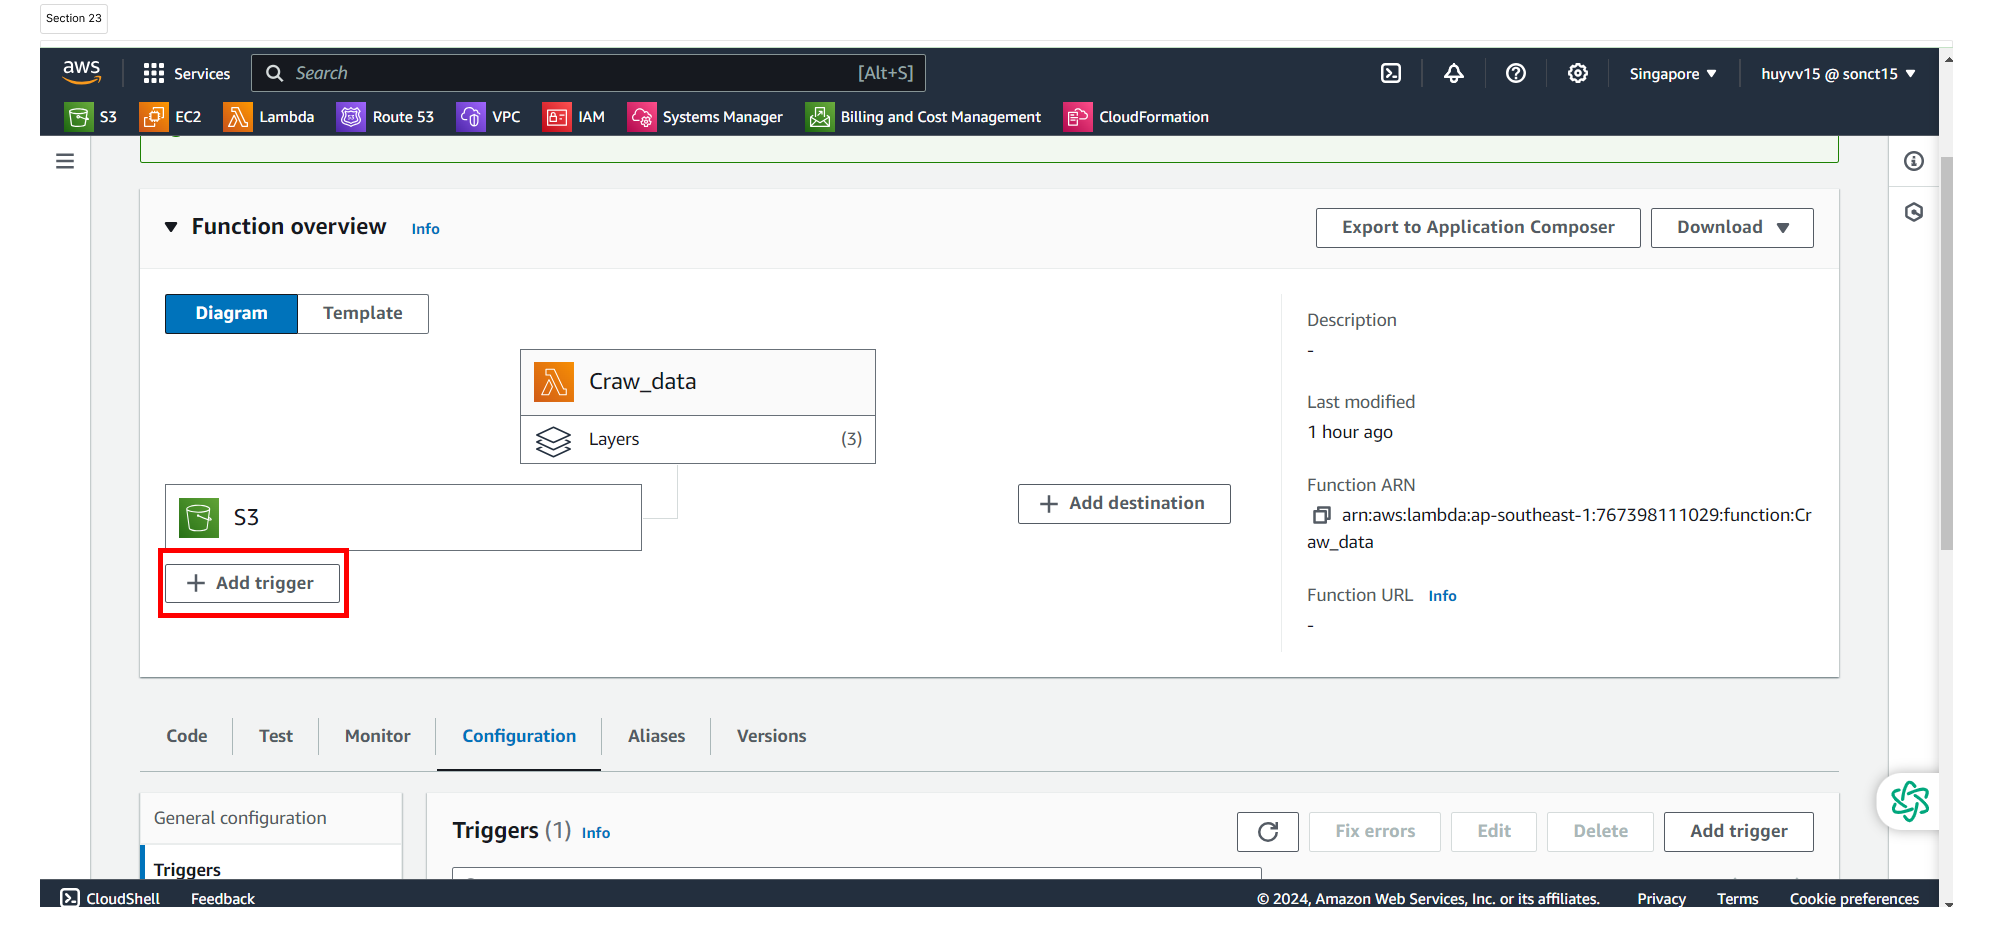 Section 23
aws Services Search [Alt+S] Singapore huyvv15 @ sonct15
S3 EC2 Lambda Route 53 VPC IAM Systems Manager Billing and Cost Management CloudFormation
Function overview Info Export to Application Composer Download
Diagram Template
Craw_data
Layers (3)
S3
+ Add trigger
+ Add destination
Description
-
Last modified
1 hour ago
Function ARN
arn:aws:lambda:ap-southeast-1:767398111029:function:Cr
aw_data
Function URL Info
-
Code Test Monitor Configuration Aliases Versions
General configuration
Triggers
Triggers (1) Info Fix errors Edit Delete Add trigger
CloudShell Feedback © 2024, Amazon Web Services, Inc. or its affiliates. Privacy Terms Cookie preferences